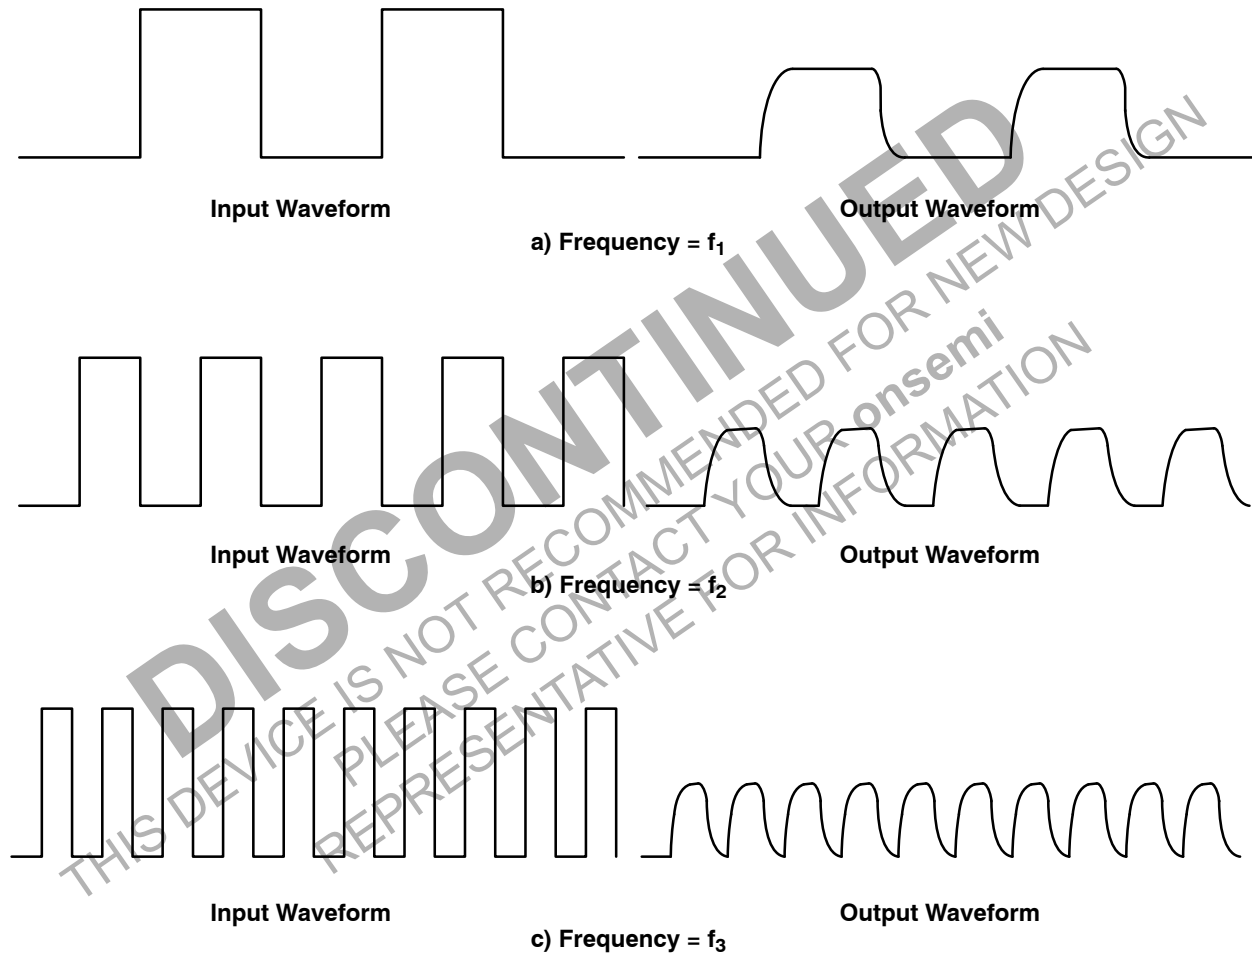 Input Waveform
Output Waveform
a) Frequency = f1
Input Waveform
Output Waveform
b) Frequency = f2
Input Waveform
Output Waveform
c) Frequency = f3
DISCONTINUED
THIS DEVICE IS NOT RECOMMENDED FOR NEW DESIGN
PLEASE CONTACT YOUR onsemi
REPRESENTATIVE FOR INFORMATION